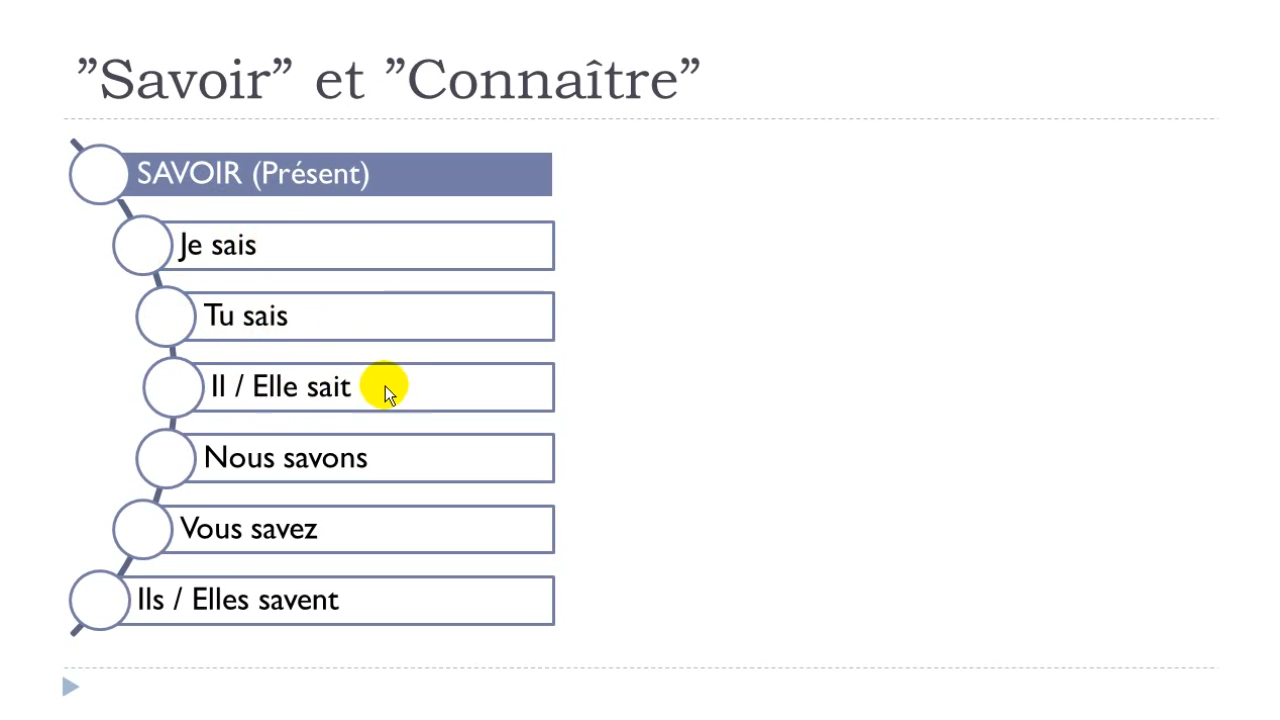 ”Savoir” et ”Connaître”
SAVOIR (Présent)
Je sais
Tu sais
Il / Elle sait
Nous savons
Vous savez
Ils / Elles savent